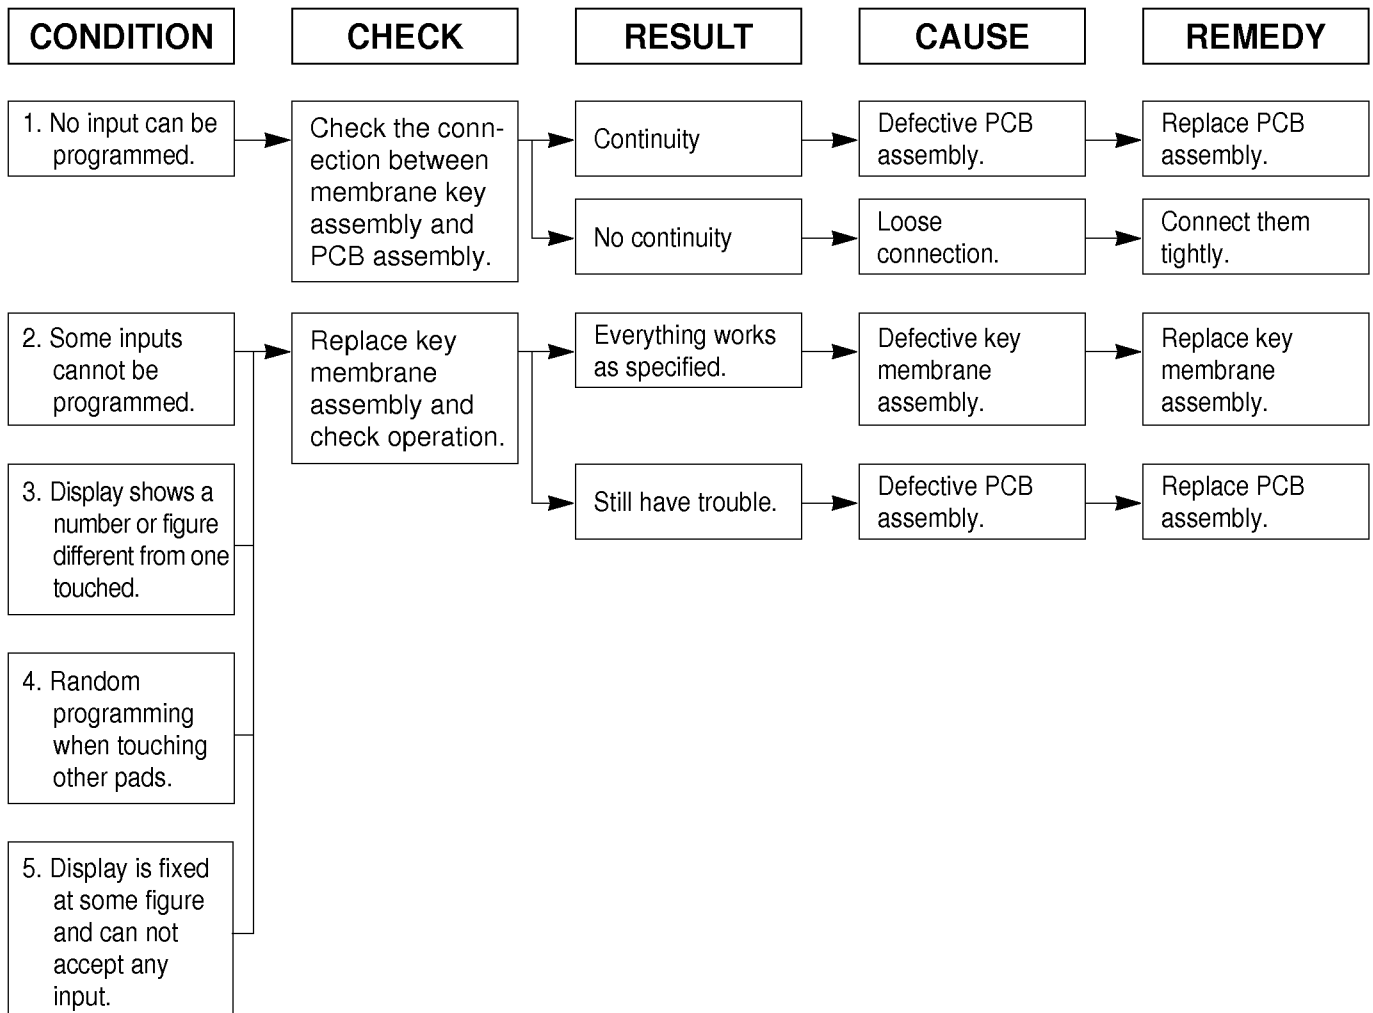 CONDITION
CHECK
RESULT
CAUSE
REMEDY
1. No input can be
programmed.
Check the conn-
ection between
membrane key
assembly and
PCB assembly.
Continuity
Defective PCB
assembly.
Replace PCB
assembly.
No continuity
Loose
connection.
Connect them
tightly.
2. Some inputs
cannot be
programmed.
Replace key
membrane
assembly and
check operation.
Everything works
as specified.
Defective key
membrane
assembly.
Replace key
membrane
assembly.
Still have trouble.
Defective PCB
assembly.
Replace PCB
assembly.
3. Display shows a
number or figure
different from one
touched.
4. Random
programming
when touching
other pads.
5. Display is fixed
at some figure
and can not
accept any
input.